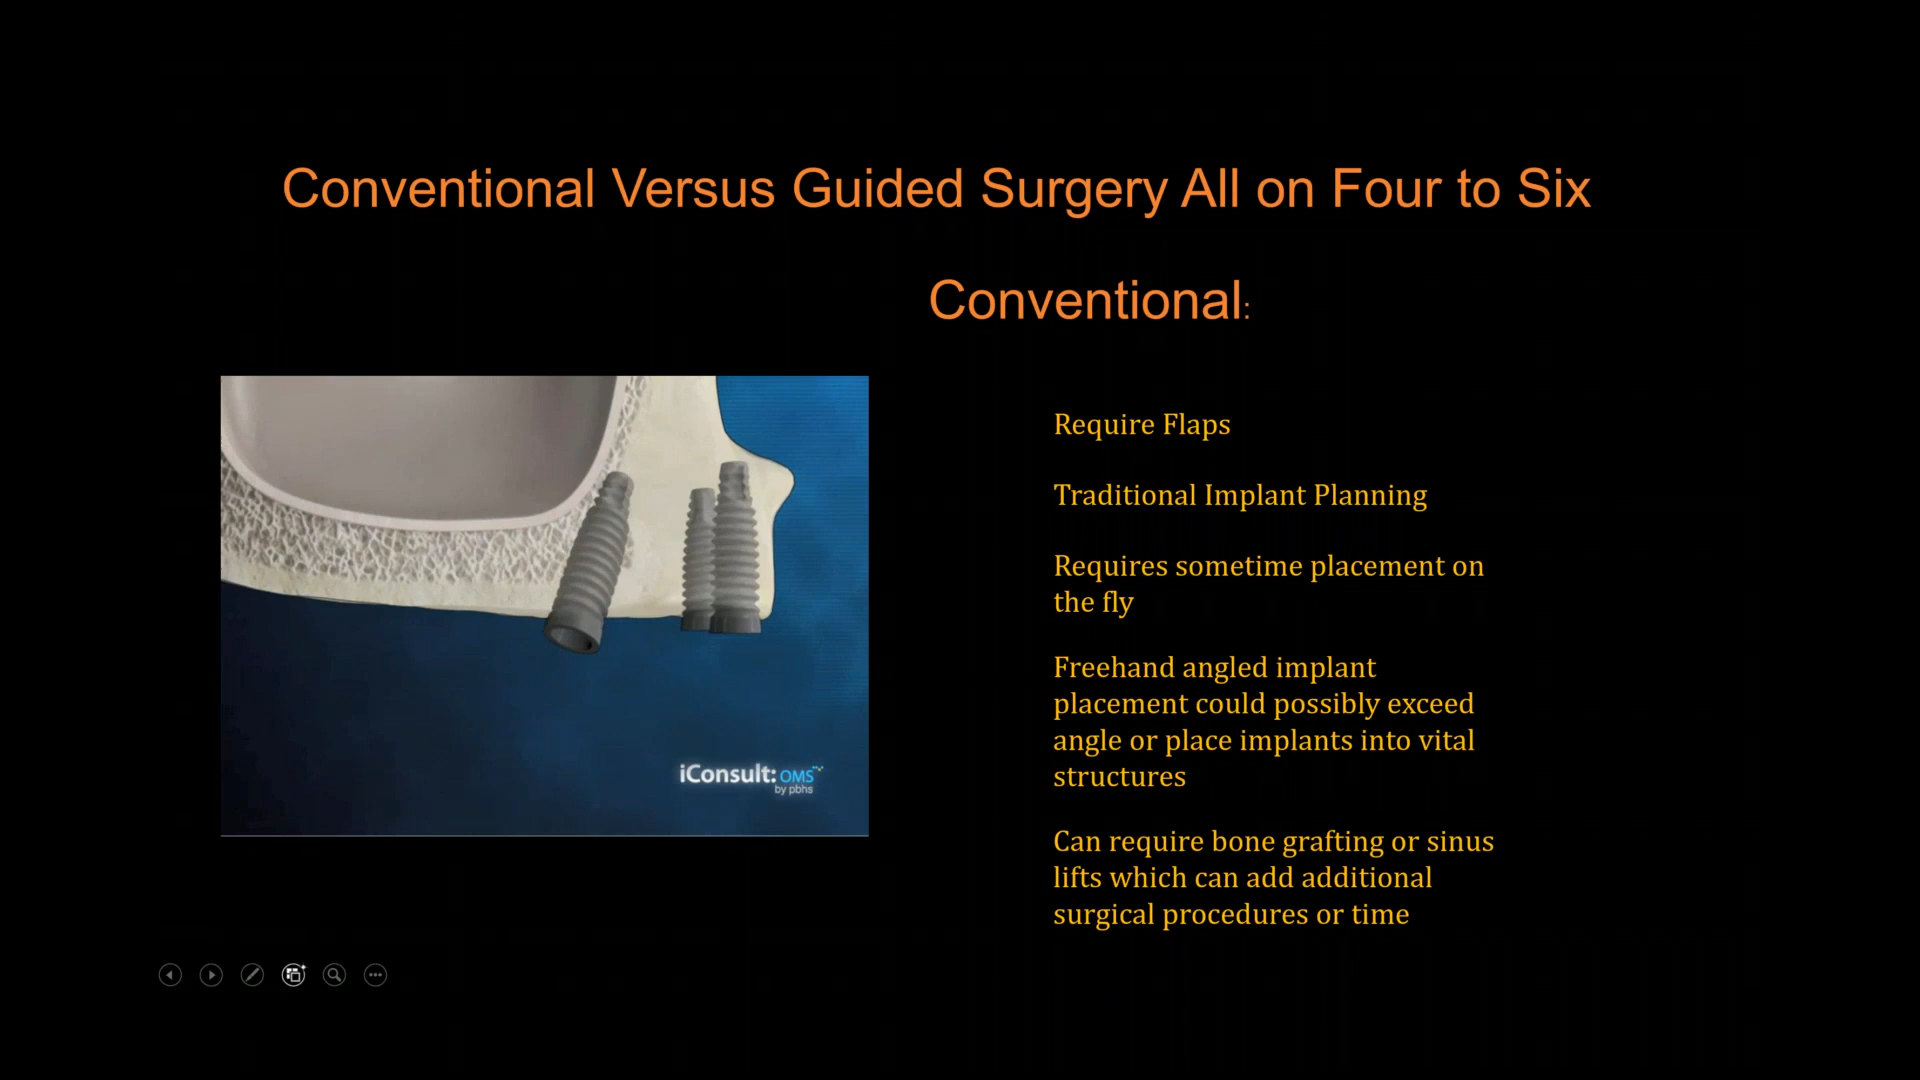 Conventional Versus Guided Surgery All on Four to Six
Conventional:
Require Flaps
Traditional Implant Planning
Requires sometime placement on
the fly
Freehand angled implant
placement could possibly exceed
angle or place implants into vital
structures
Can require bone grafting or sinus
lifts which can add additional
surgical procedures or time
iConsult: OMS
by pbhs